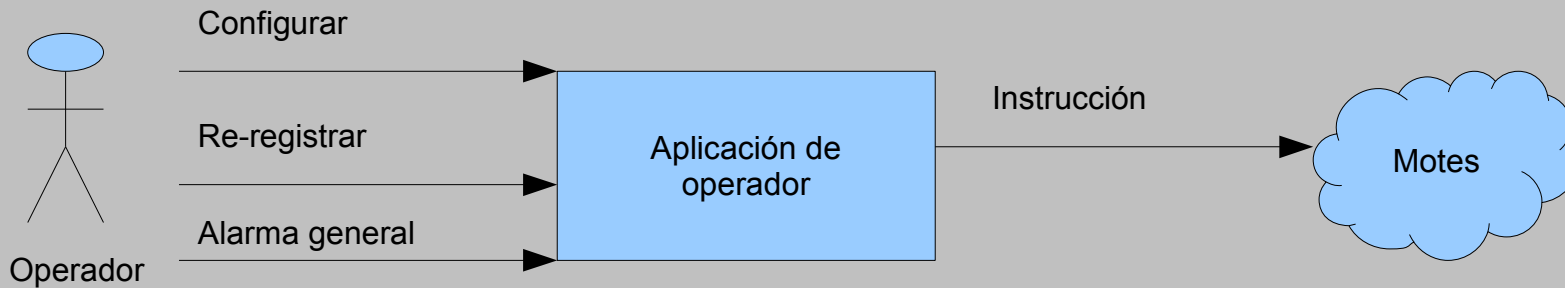 Configurar
Re-registrar
Alarma general
Operador
Aplicación de
operador
Instrucción
Motes